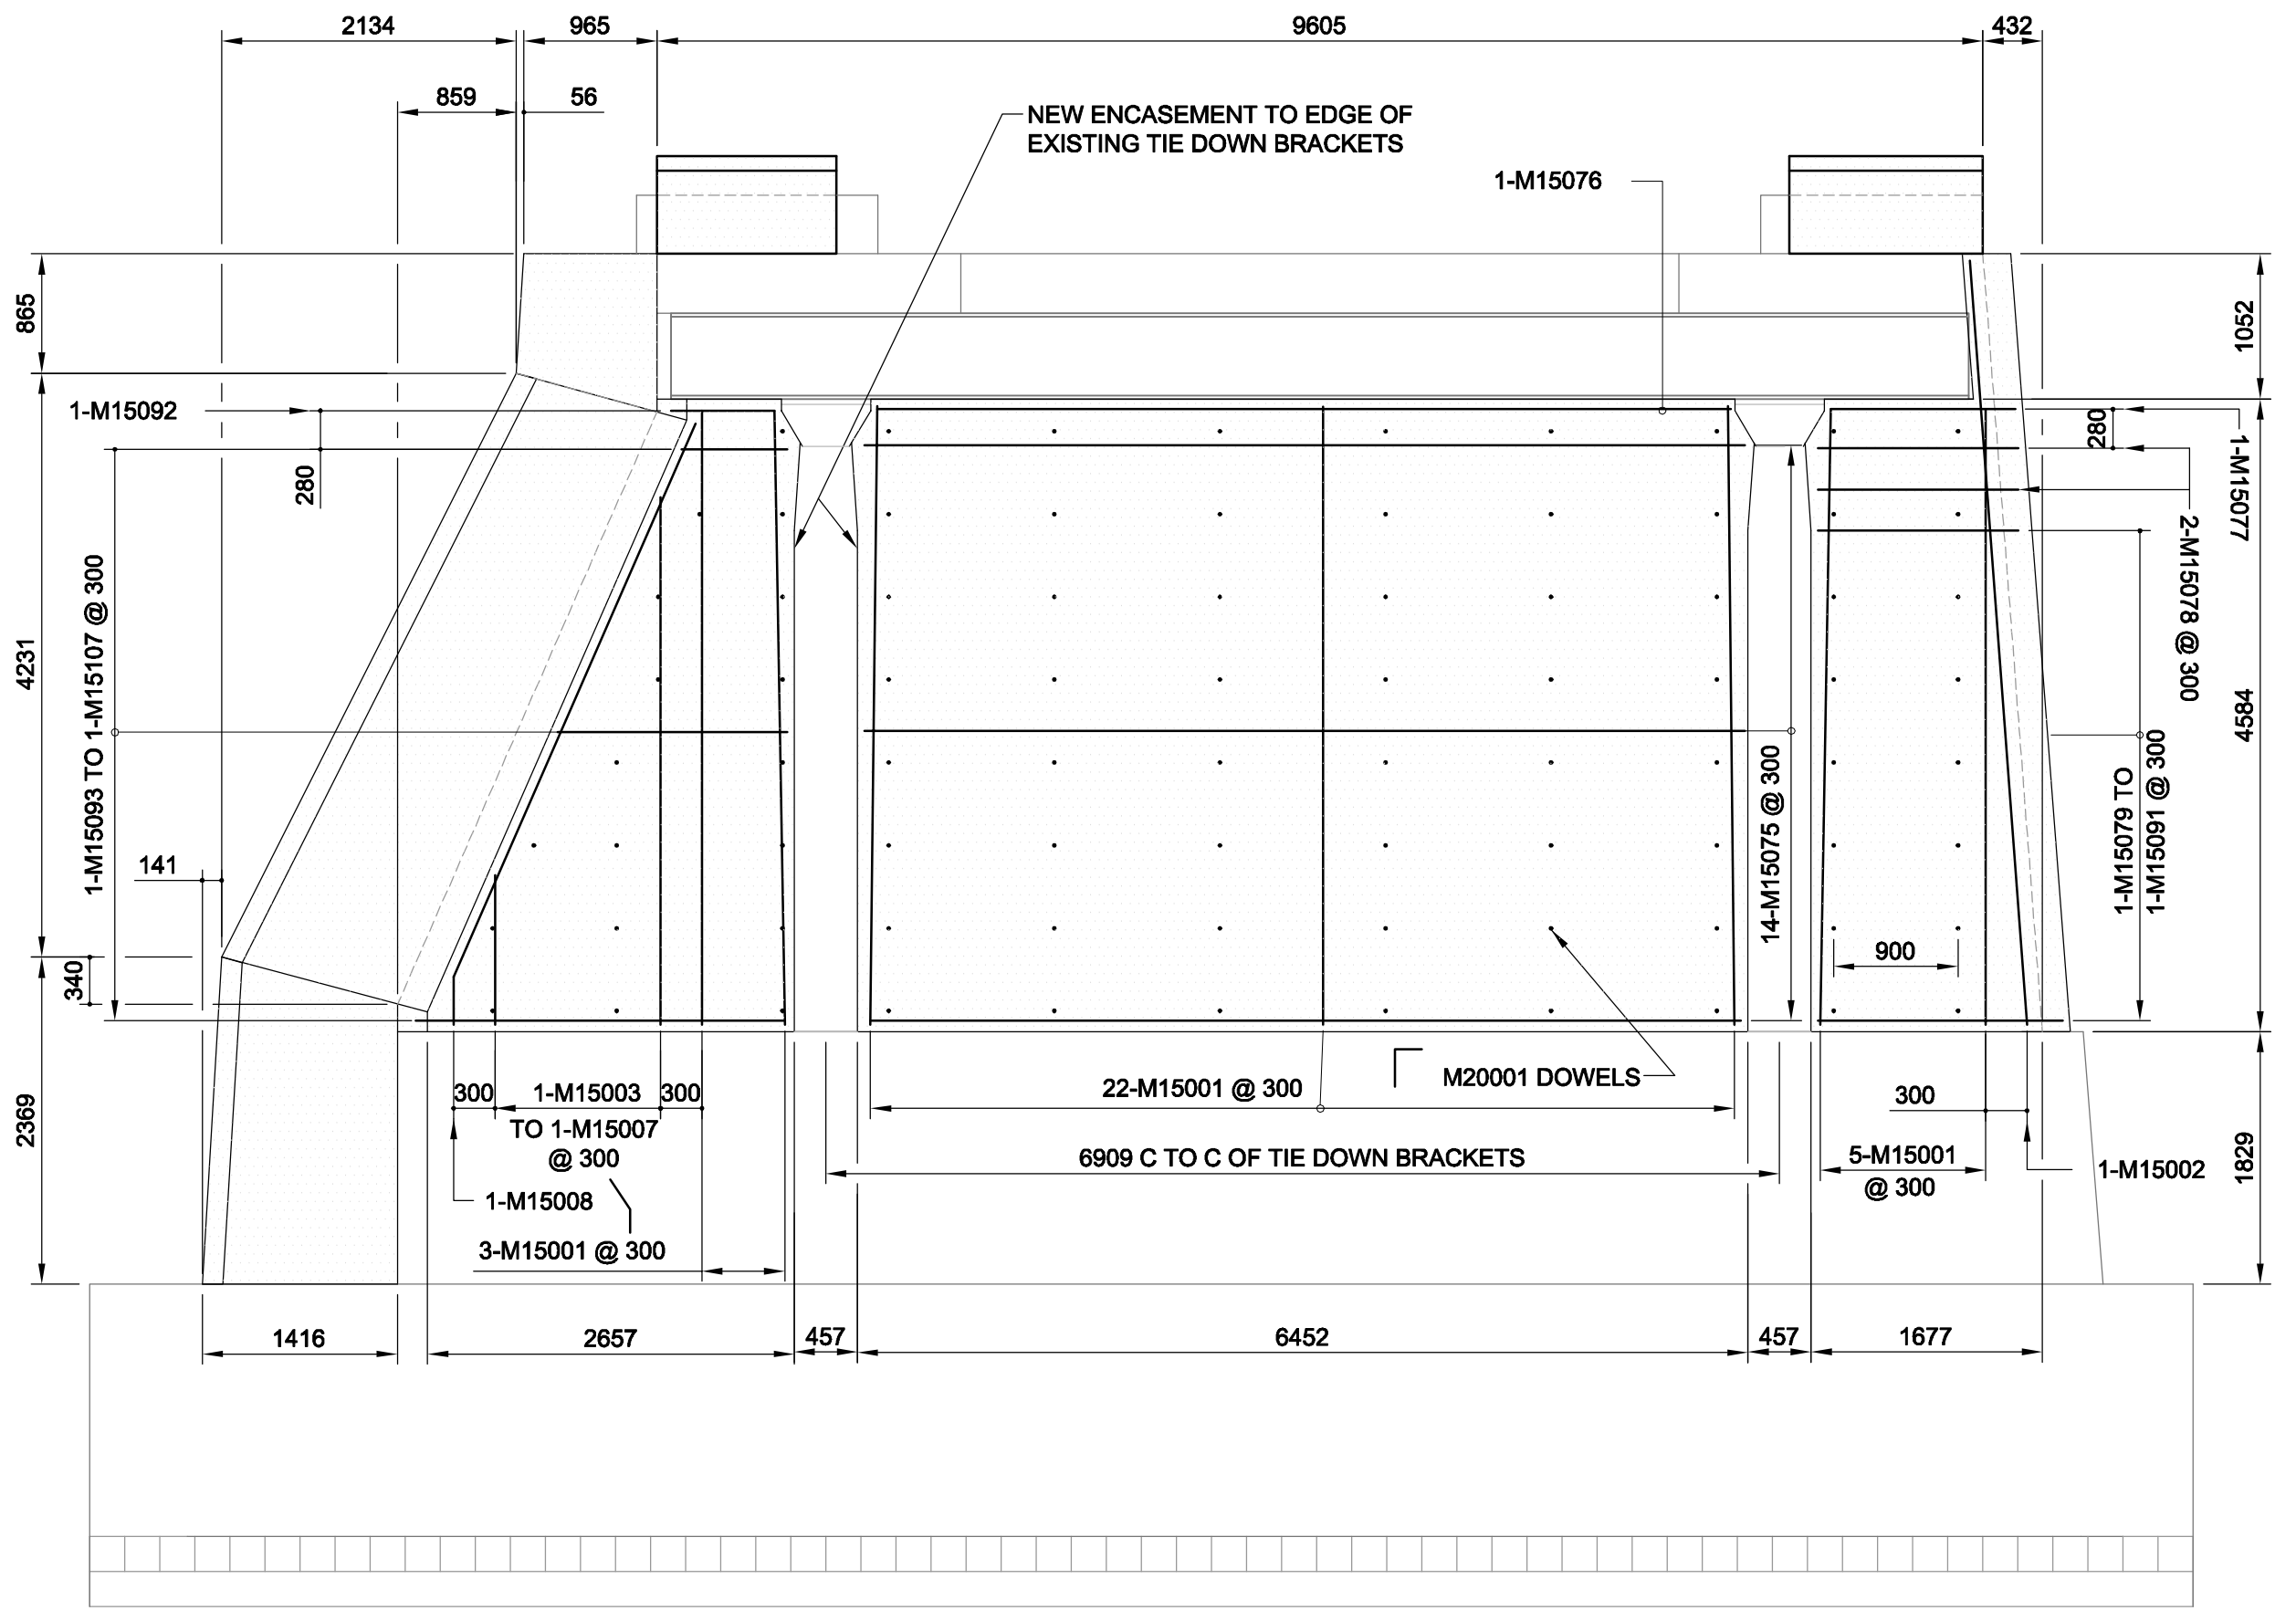 2134
965
9605
432
859
56
NEW ENCASEMENT TO EDGE OF
EXISTING TIE DOWN BRACKETS
1-M15076
865
1052
1-M15092
280
280
1-M15077
2-M15078 @ 300
1-M15093 TO 1-M15107 @ 300
4231
4584
14-M15075 @ 300
1-M15079 TO
1-M15091 @ 300
141
340
900
300
1-M15003
300
TO 1-M15007
@ 300
1-M15008
3-M15001 @ 300
22-M15001 @ 300
M20001 DOWELS
6909 C TO C OF TIE DOWN BRACKETS
300
5-M15001
@ 300
1-M15002
2369
1829
1416
2657
457
6452
457
1677